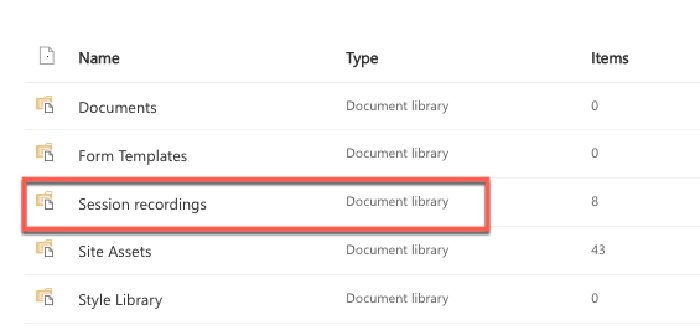 Name Type Items
Documents Document library 0
Form Templates Document library 0
Session recordings Document library 8
Site Assets Document library 43
Style Library Document library 0